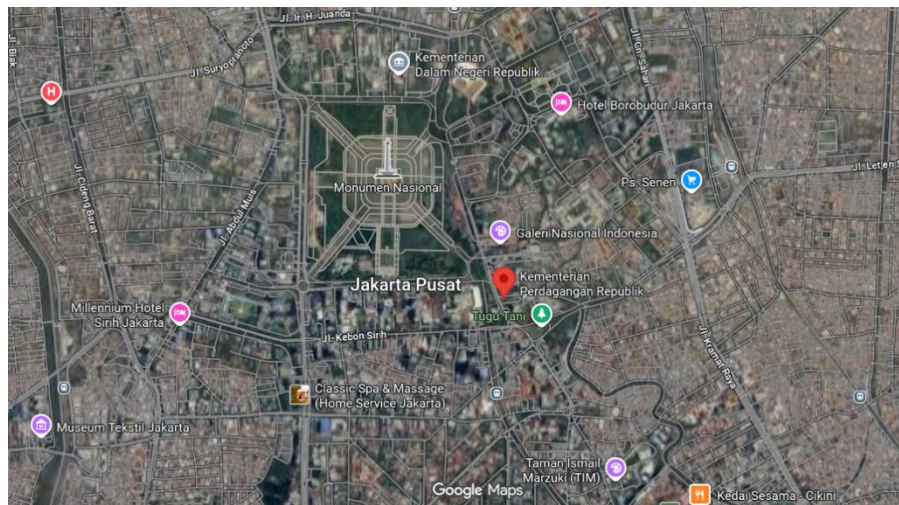 Jl. Ir. H. Juanca
Jl. Suryopranoto
Kementerian
Dalam Negeri Republik...
Jl. Gn. Sahari
H
Hotel Borobudur Jakarta
Jl. Letjen S
Ps. Senen
Monumen Nasional
Jl. Cideng Barat
Jl. Abdul Muis
Galeri Nasional Indonesia
Kementerian
Perdagangan Republik
Jakarta Pusat
Millennium Hotel
Sirih Jakarta
Tugu Tani
Jl. Kebon Sirih
Jl. Kramat Raya
Classic Spa & Massage
(Home Service Jakarta)
Museum Tekstil Jakarta
Taman Ismail
Marzuki (TIM)
Google Maps
Kedai Sesama - Cikini